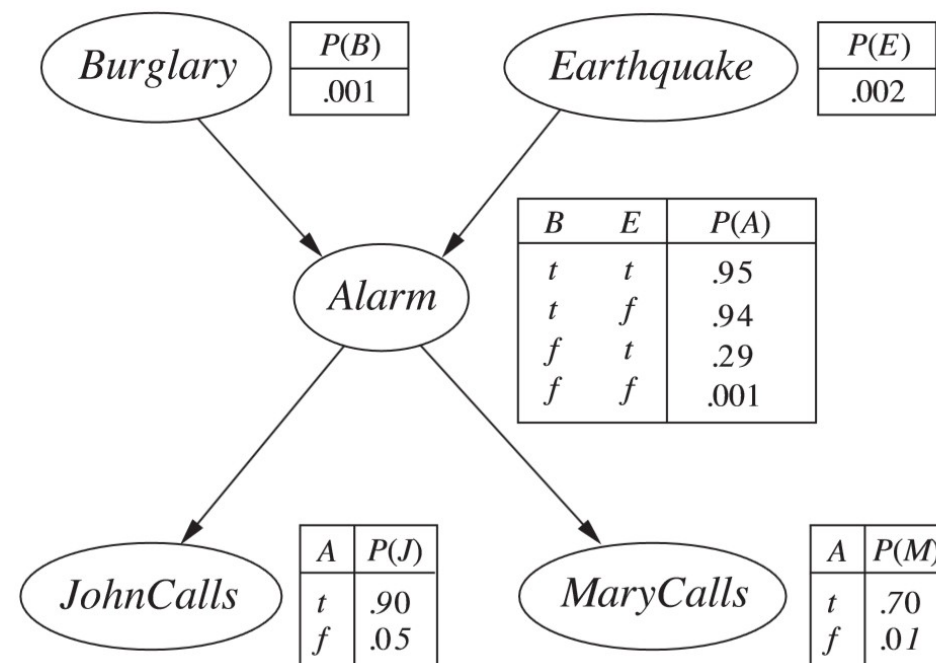 Burglary
P(B)
.001
Earthquake
P(E)
.002
Alarm
B E P(A)
t t .95
t f .94
f t .29
f f .001
JohnCalls
A P(J)
t .90
f .05
MaryCalls
A P(M)
t .70
f .01